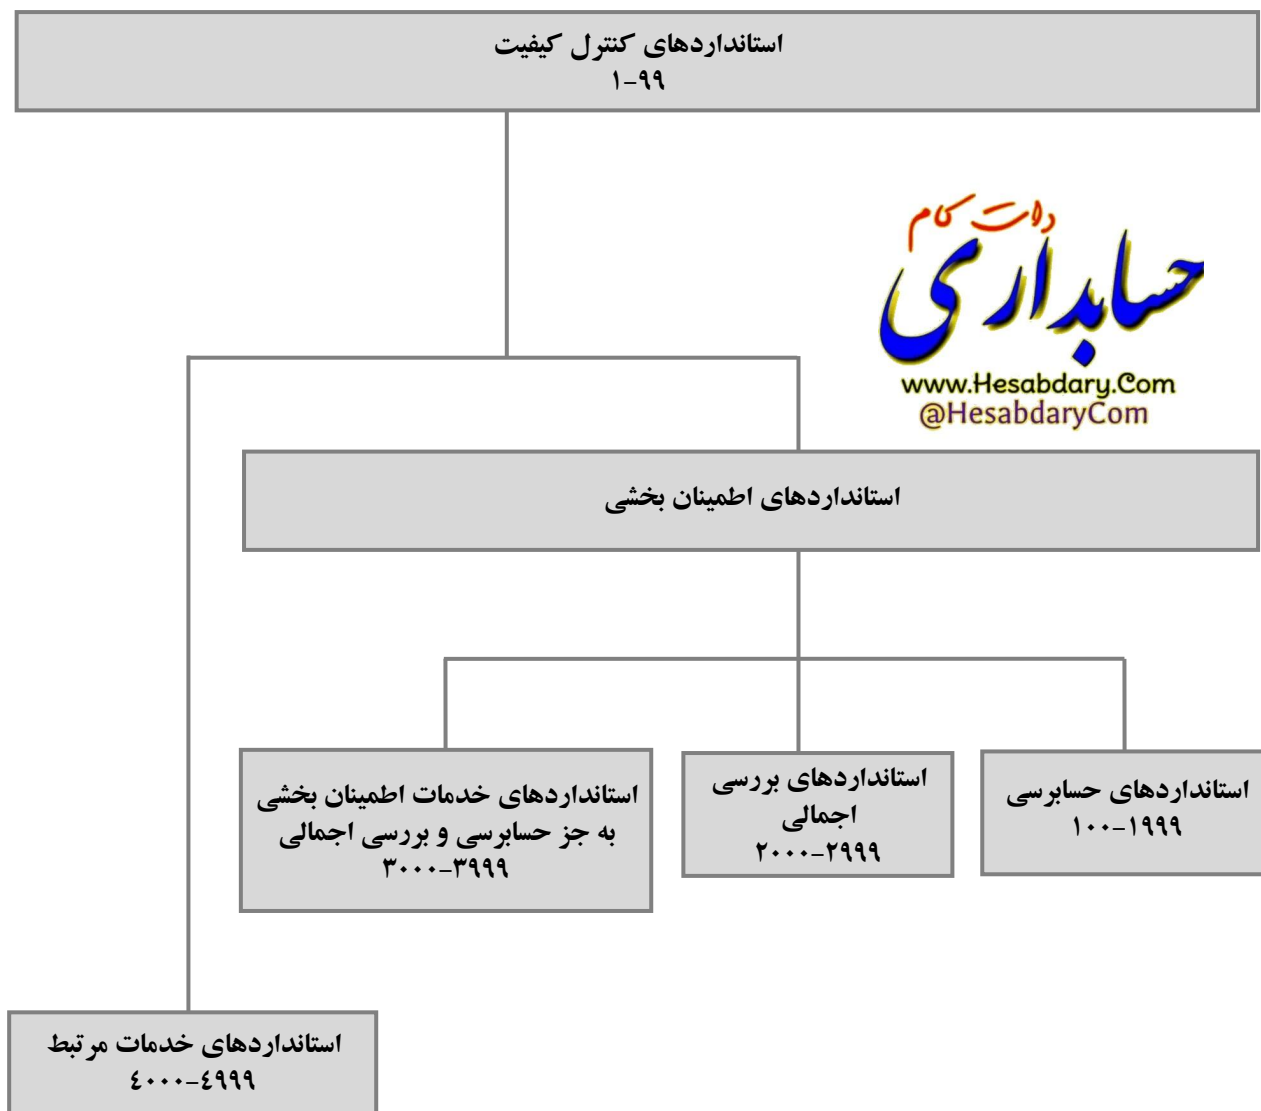 استانداردهای کنترل کیفیت
۱-۹۹
دات کام
حسابداری
www.Hesabdary.Com
@HesabdaryCom
استانداردهای اطمینان بخشی
استانداردهای حسابرسی
۱۰۰-۱۹۹۹
استانداردهای بررسی
اجمالی
۲۰۰۰-۲۹۹۹
استانداردهای خدمات اطمینان بخشی
به جز حسابرسی و بررسی اجمالی
۳۰۰۰-۳۹۹۹
استانداردهای خدمات مرتبط
٤۰۰۰-٤۹۹۹